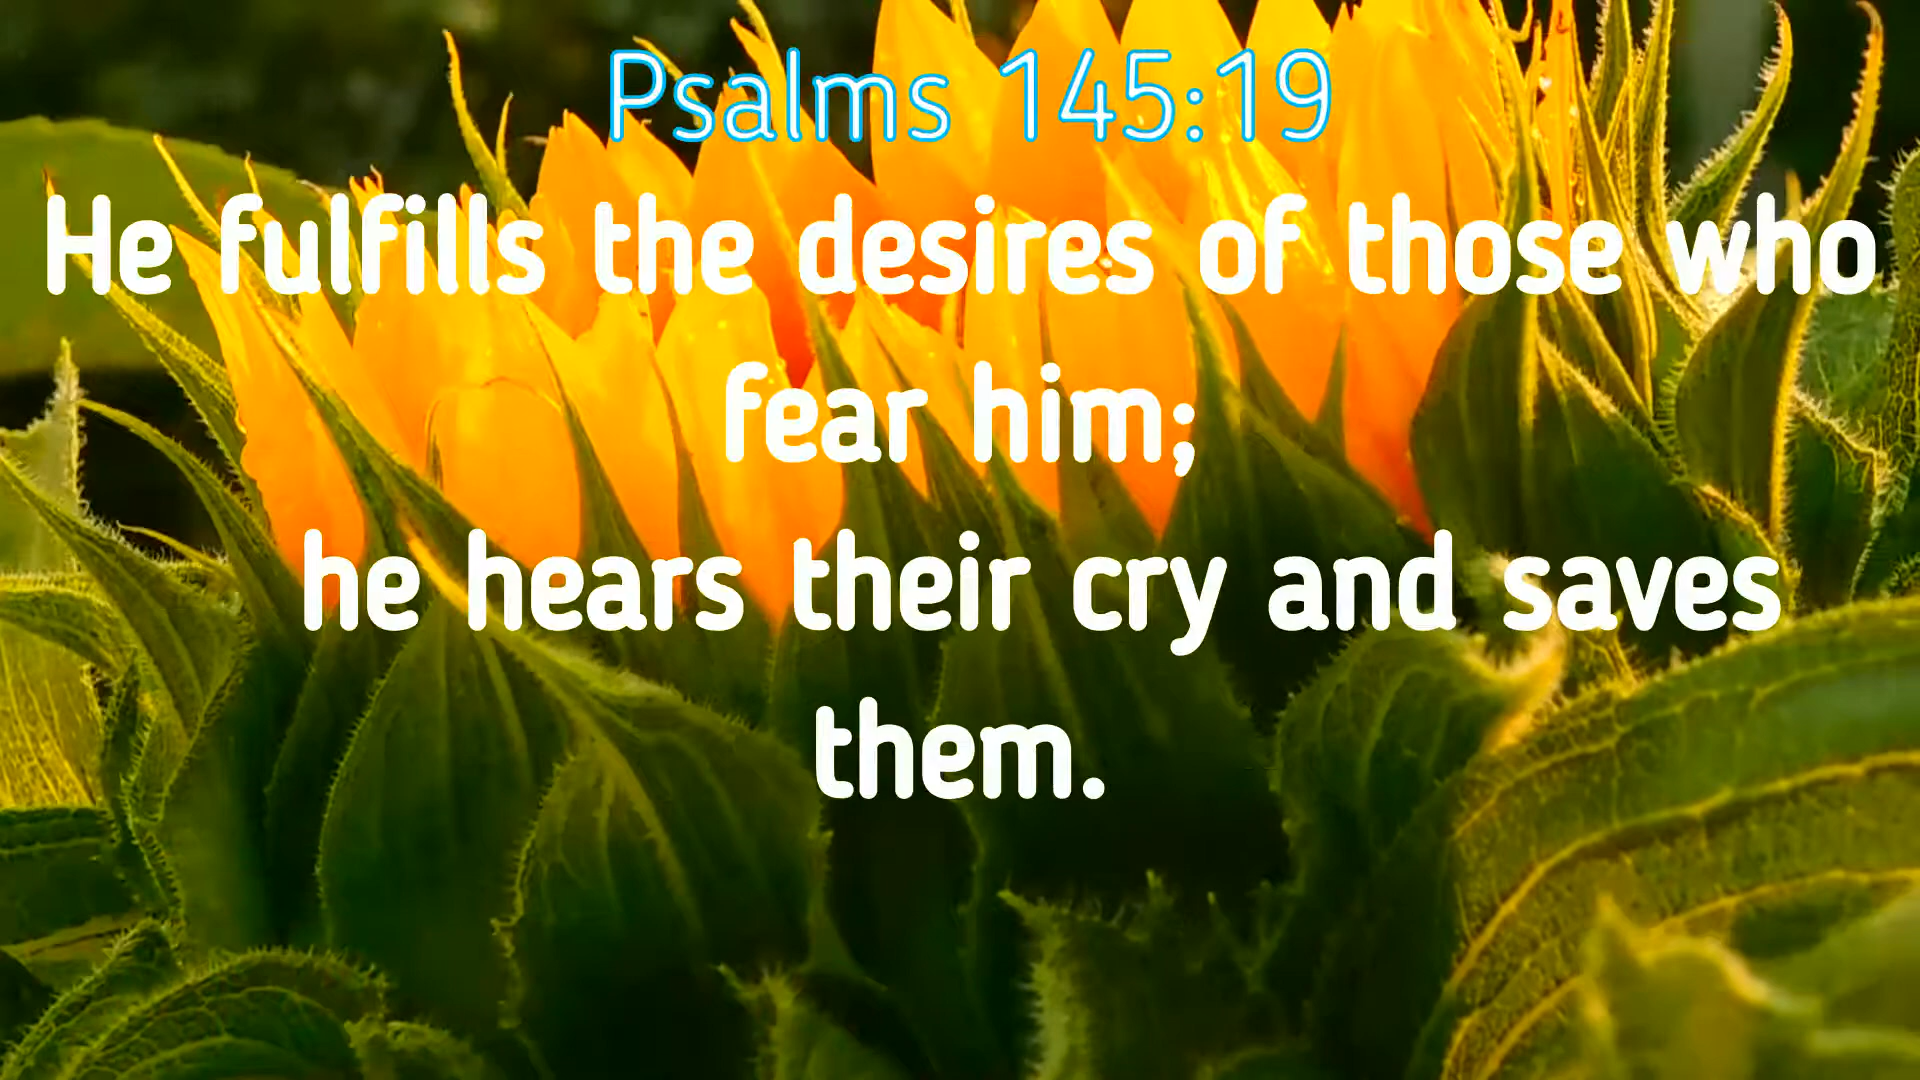 Psalms 145:19
He fulfills the desires of those who
fear him;
he hears their cry and saves
them.